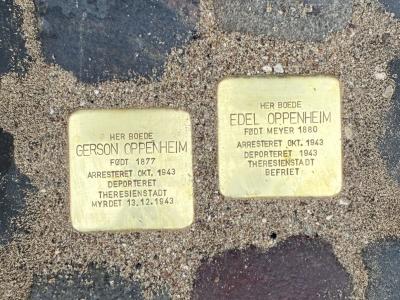 HER BOEDE
GERSON OPPENHEIM
FØDT 1877
ARRESTERET OKT. 1943
DEPORTERET
THERESIENSTADT
MYRDET 13.12.1943
HER BOEDE
EDEL OPPENHEIM
FØDT MEYER 1880
ARRESTERET OKT. 1943
DEPORTERET 1943
THERESIENSTADT
BEFRIET